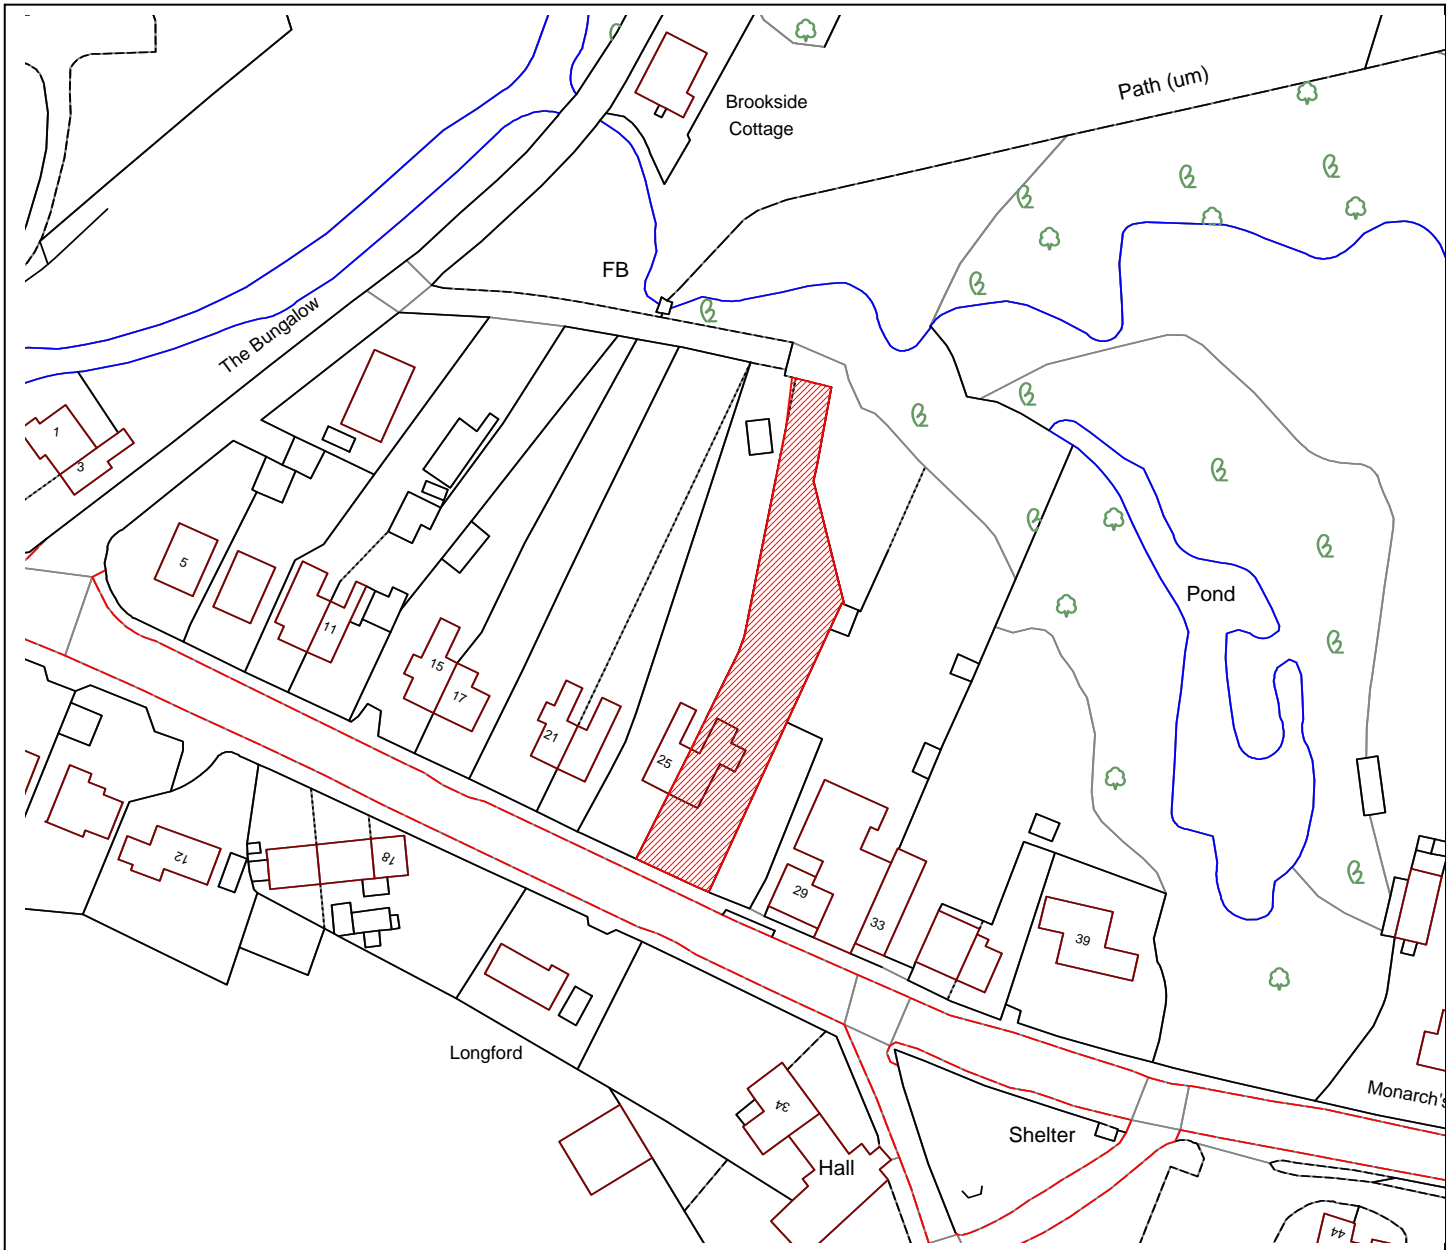 Path (um)
Brookside
Cottage
FB
The Bungalow
1
3
5
11
15
17
21
25
Pond
12
18
29
33
39
Longford
34
Hall
Shelter
Monarch's
44